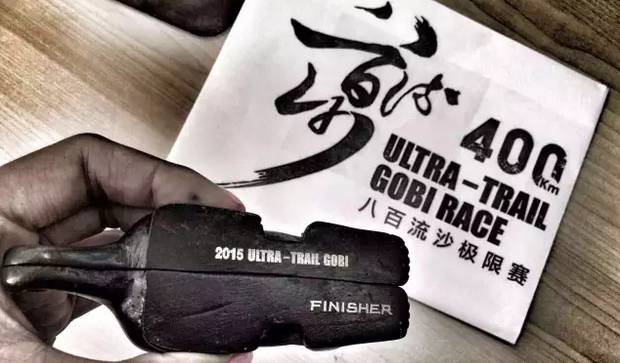 400
Km
ULTRA-TRAIL
GOBI RACE
八百流沙极限赛
2015 ULTRA-TRAIL GOBI
FINISHER